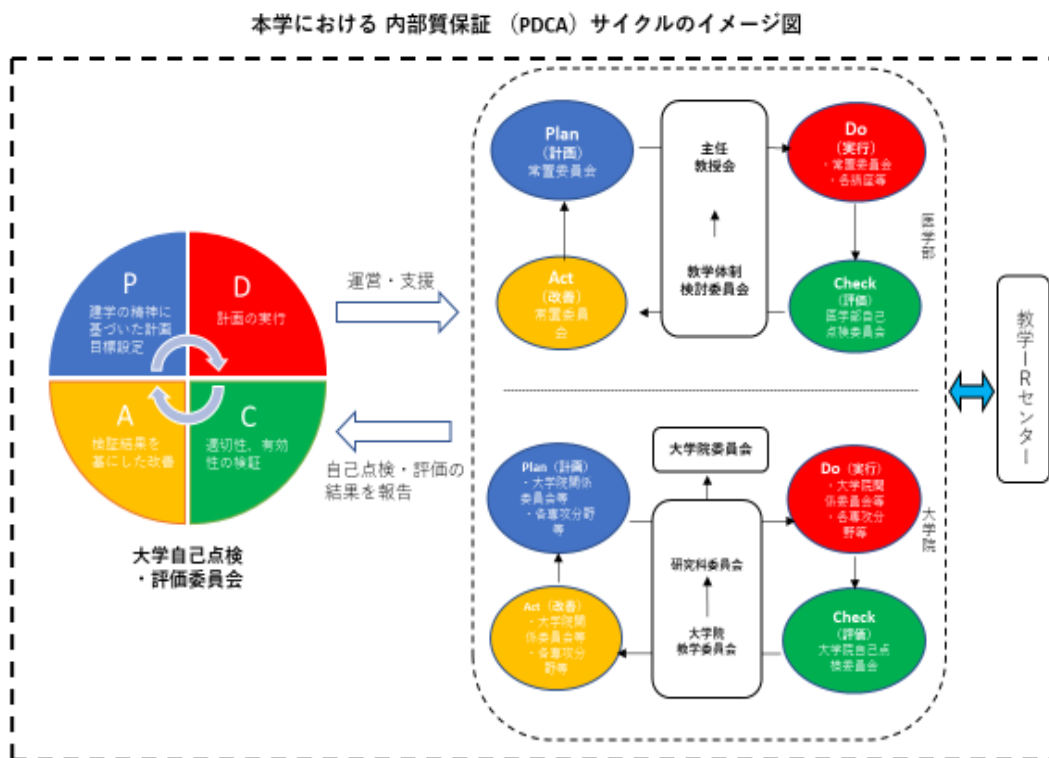 本学における 内部質保証 （PDCA）サイクルのイメージ図
P
建学の精神に
基づいた計画
目標設定
D
計画の実行
A
検証結果を
基にした改善
C
適切性、有効
性の検証
大学自己点検
・評価委員会
運営・支援
自己点検・評価の
結果を報告
Plan
(計画)
常置委員会
主任
教授会
教学体制
検討委員会
Do
(実行)
・常置委員会
・各講座等
Act
(改善)
常置委員
会
Check
(評価)
医学部自己
点検委員会
医学部
Plan（計画）
・大学院関係
委員会等
・各専攻分野
等
大学院委員会
研究科委員会
大学院
教学委員会
Do（実行）
・大学院関
係委員会等
・各専攻分
野等
Act（改善）
・大学院関
係委員会等
・各専攻分
野等
Check
(評価)
大学院自己点
検委員会
大学院
教学ＩＲセンター